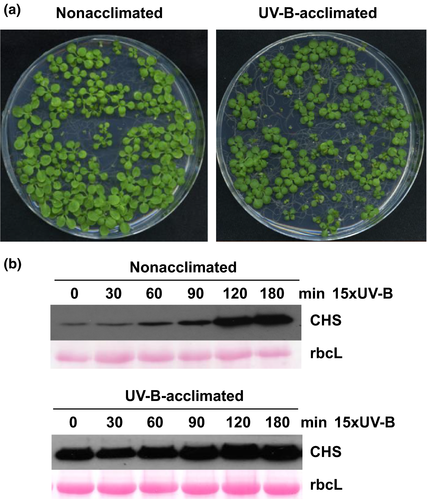 (a)
Nonacclimated UV-B-acclimated
(b)
Nonacclimated
0 30 60 90 120 180 min 15xUV-B
CHS
rbcL
UV-B-acclimated
0 30 60 90 120 180 min 15xUV-B
CHS
rbcL